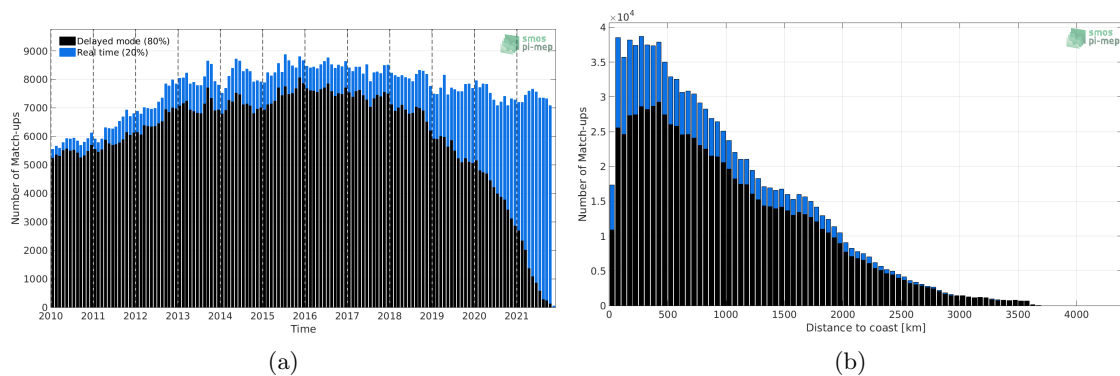 Delayed mode (80%)
Real time (20%)
smos
pi-mep
Number of Match-ups
9000
8000
7000
6000
5000
4000
3000
2000
1000
0
2010 2011 2012 2013 2014 2015 2016 2017 2018 2019 2020 2021
Time
(a)
×10⁴
smos
pi-mep
Number of Match-ups
4
3.5
3
2.5
2
1.5
1
0.5
0
0 500 1000 1500 2000 2500 3000 3500 4000
Distance to coast [km]
(b)